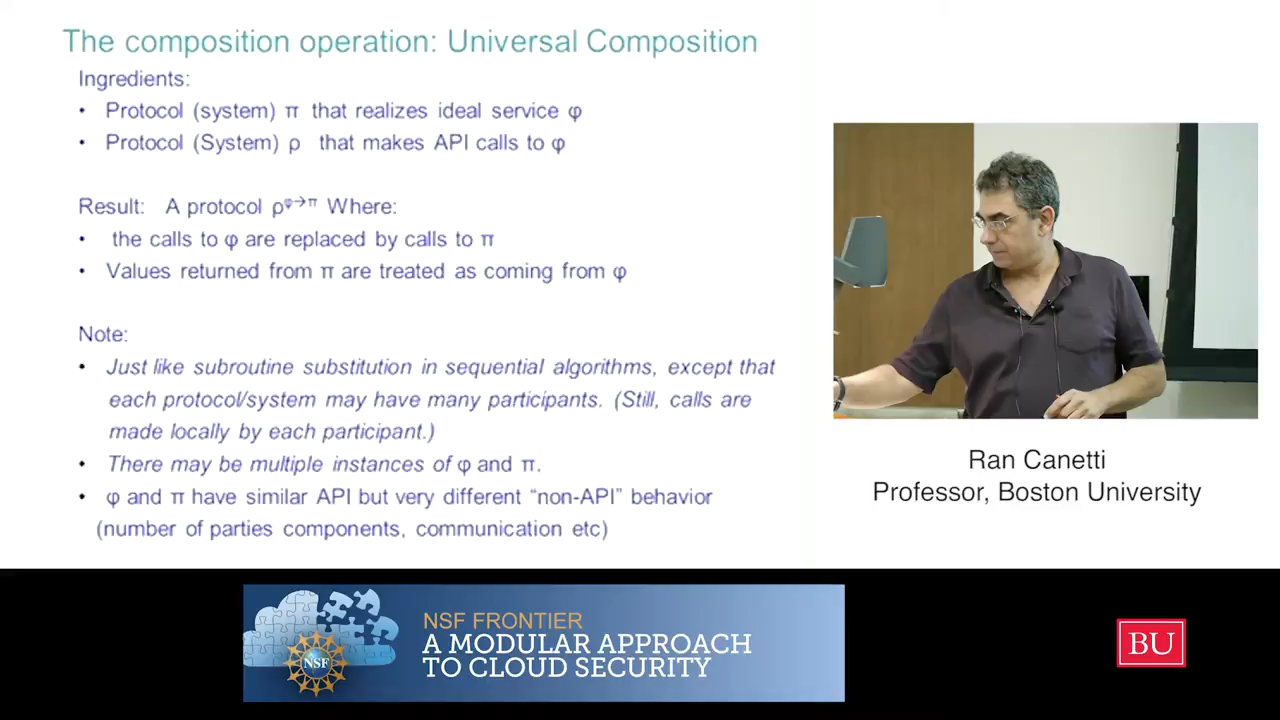 The composition operation: Universal Composition
Ingredients:
• Protocol (system) π that realizes ideal service φ
• Protocol (System) ρ that makes API calls to φ
Result: A protocol ρ^φ→π Where:
• the calls to φ are replaced by calls to π
• Values returned from π are treated as coming from φ
Note:
• Just like subroutine substitution in sequential algorithms, except that
each protocol/system may have many participants. (Still, calls are
made locally by each participant.)
• There may be multiple instances of φ and π.
• φ and π have similar API but very different “non-API” behavior
(number of parties components, communication etc)
Ran Canetti
Professor, Boston University
NSF FRONTIER
A MODULAR APPROACH
TO CLOUD SECURITY
NSF
BU